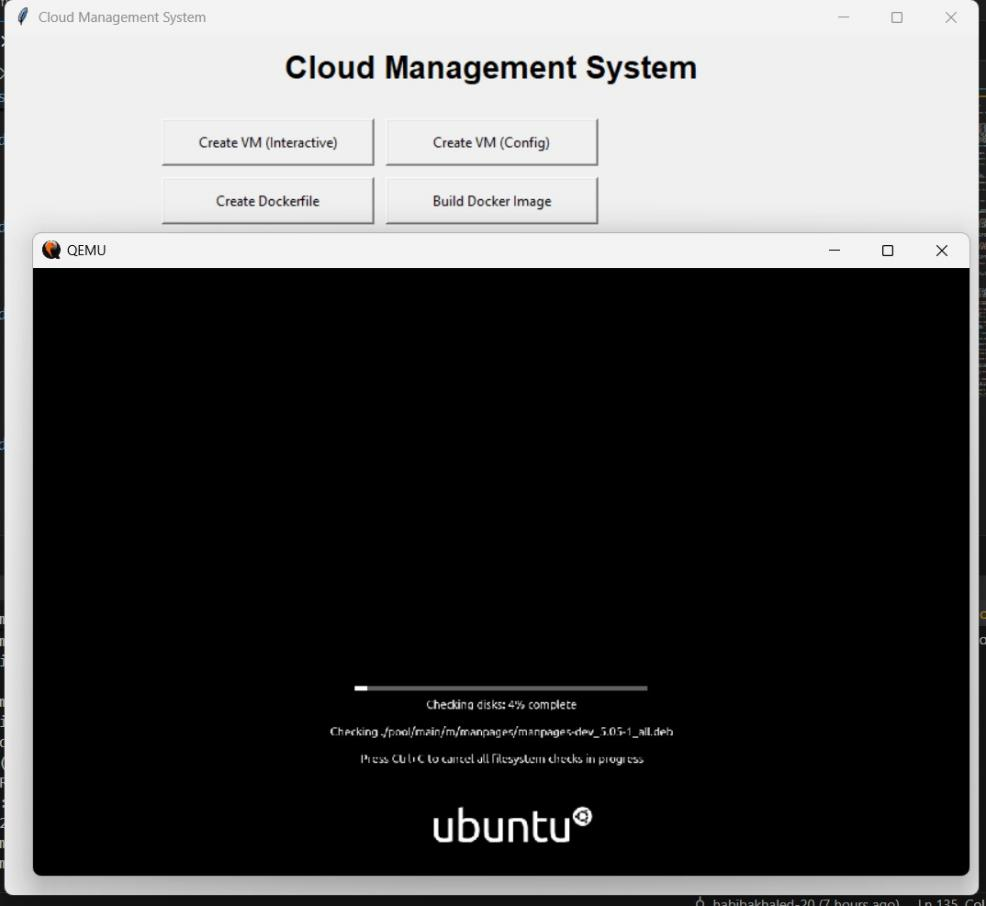 Cloud Management System
Cloud Management System
Create VM (Interactive) Create VM (Config)
Create Dockerfile Build Docker Image
QEMU
Checking disks: 4% complete
Checking ./pool/main/m/manpages/manpages-dev_5.05-1_all.deb
Press Ctrl+C to cancel all filesystem checks in progress
ubuntu
habibakhaled-20 (7 hours ago) Ln 135, Col